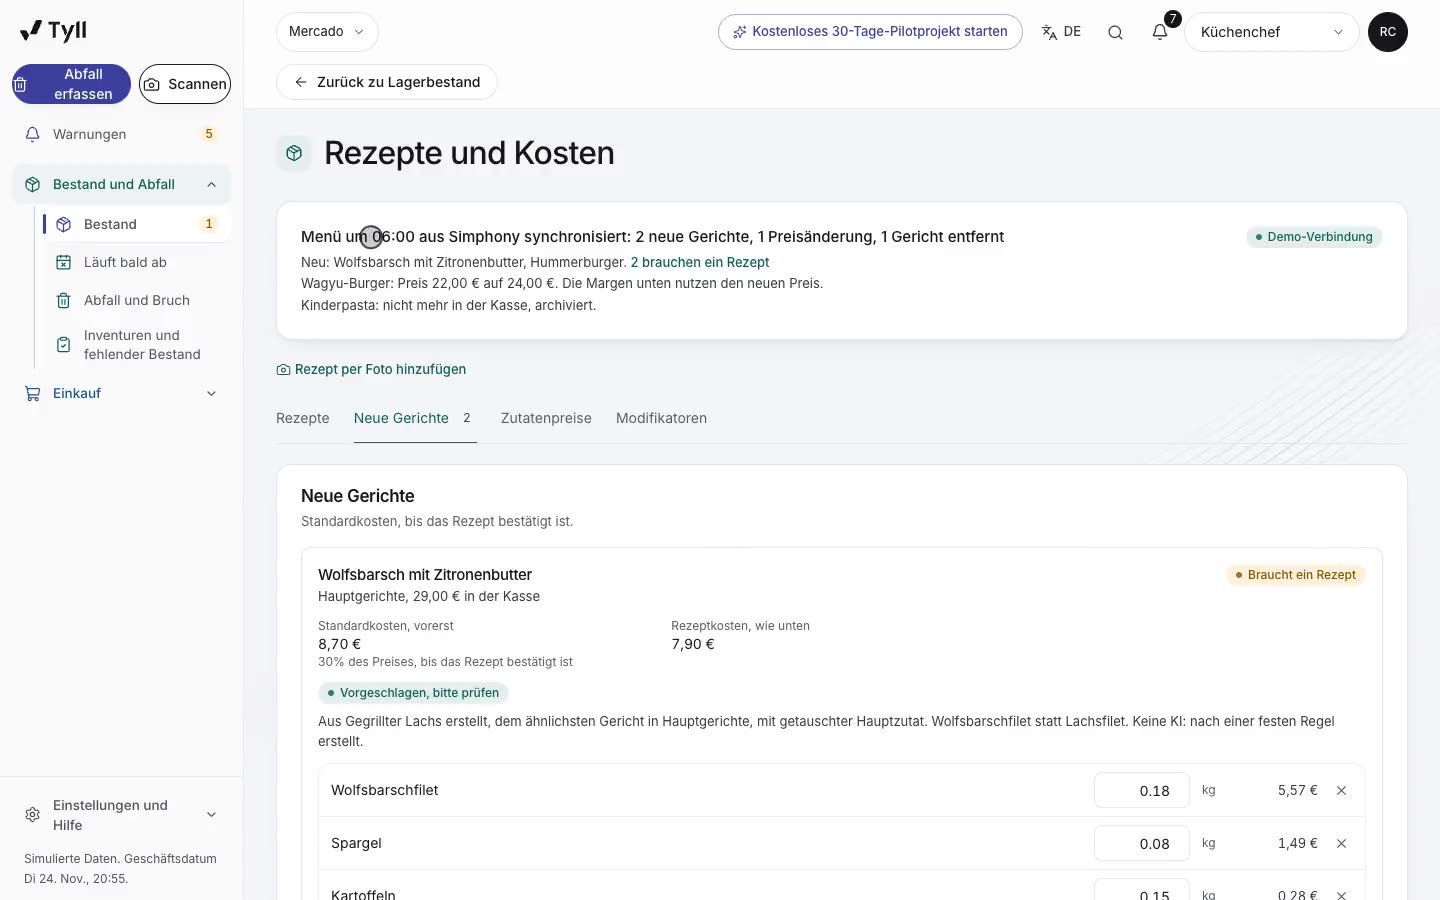 Tyll
Mercado
Kostenloses 30-Tage-Pilotprojekt starten
DE
7
Küchenchef
RC
Abfall
erfassen
Scannen
Zurück zu Lagerbestand
Warnungen
5
Bestand und Abfall
Bestand
1
Läuft bald ab
Abfall und Bruch
Inventuren und
fehlender Bestand
Einkauf
Einstellungen und
Hilfe
Simulierte Daten. Geschäftsdatum
Di 24. Nov., 20:55.
Rezepte und Kosten
Menü um 06:00 aus Simphony synchronisiert: 2 neue Gerichte, 1 Preisänderung, 1 Gericht entfernt
Demo-Verbindung
Neu: Wolfsbarsch mit Zitronenbutter, Hummerburger. 2 brauchen ein Rezept
Wagyu-Burger: Preis 22,00 € auf 24,00 €. Die Margen unten nutzen den neuen Preis.
Kinderpasta: nicht mehr in der Kasse, archiviert.
Rezept per Foto hinzufügen
Rezepte
Neue Gerichte 2
Zutatenpreise
Modifikatoren
Neue Gerichte
Standardkosten, bis das Rezept bestätigt ist.
Wolfsbarsch mit Zitronenbutter
Braucht ein Rezept
Hauptgerichte, 29,00 € in der Kasse
Standardkosten, vorerst
Rezeptkosten, wie unten
8,70 €
7,90 €
30% des Preises, bis das Rezept bestätigt ist
Vorgeschlagen, bitte prüfen
Aus Gegrillter Lachs erstellt, dem ähnlichsten Gericht in Hauptgerichte, mit getauschter Hauptzutat. Wolfsbarschfilet statt Lachsfilet. Keine KI: nach einer festen Regel
erstellt.
Wolfsbarschfilet 0.18 kg 5,57 €
Spargel 0.08 kg 1,49 €
Kartoffeln 0.15 kg 0,28 €